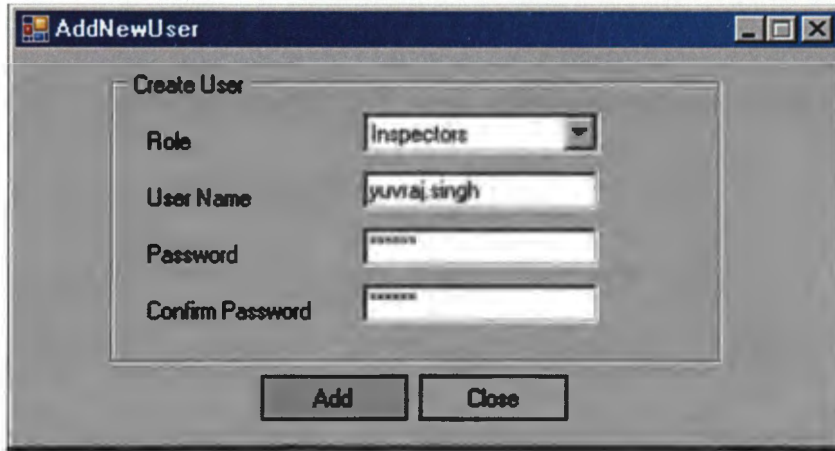 AddNewUser
Create User
Role
Inspectors
User Name
yuvraj.singh
Password
******
Confirm Password
******
Add
Close